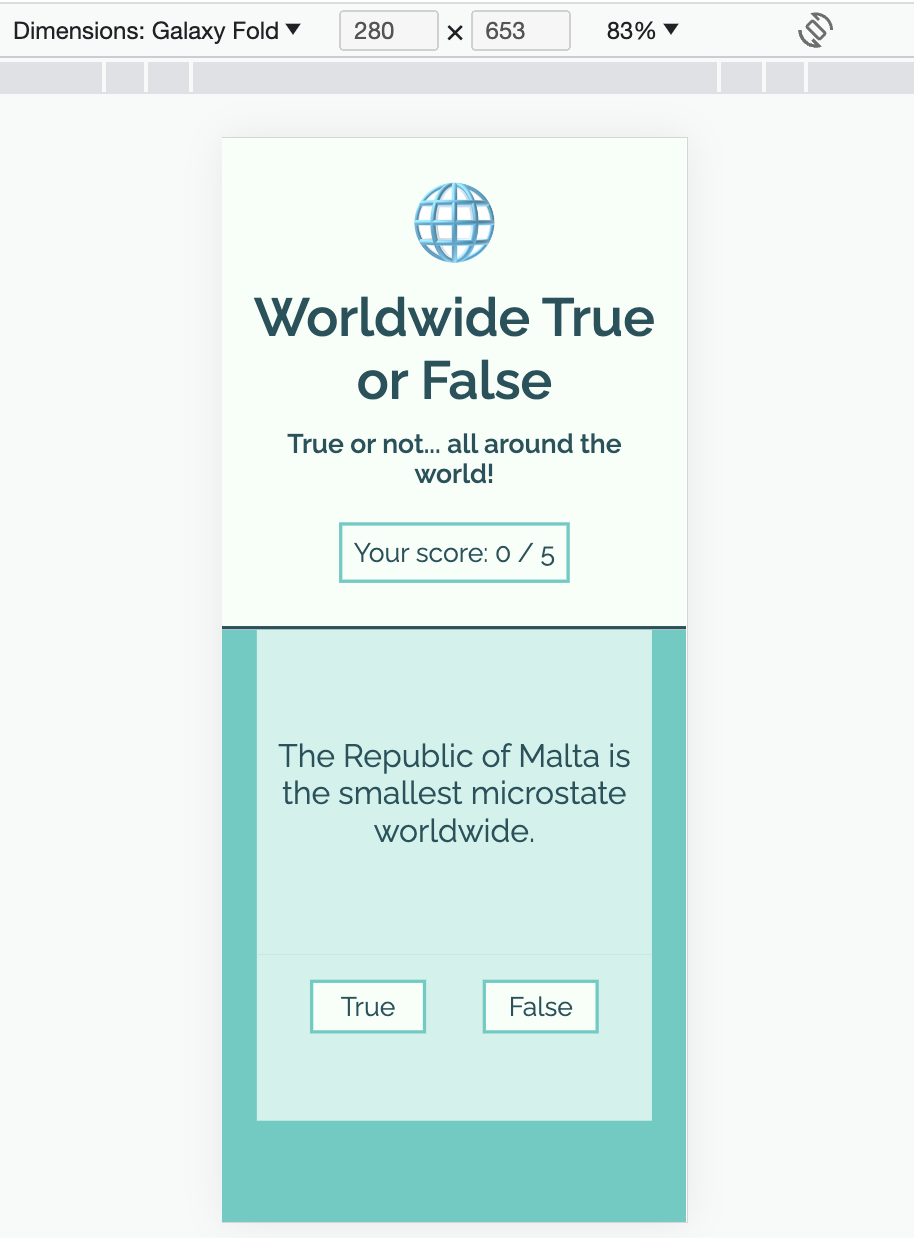 Dimensions: Galaxy Fold ▼ 280 × 653 83% ▼
Worldwide True
or False
True or not... all around the
world!
Your score: 0 / 5
The Republic of Malta is
the smallest microstate
worldwide.
True False